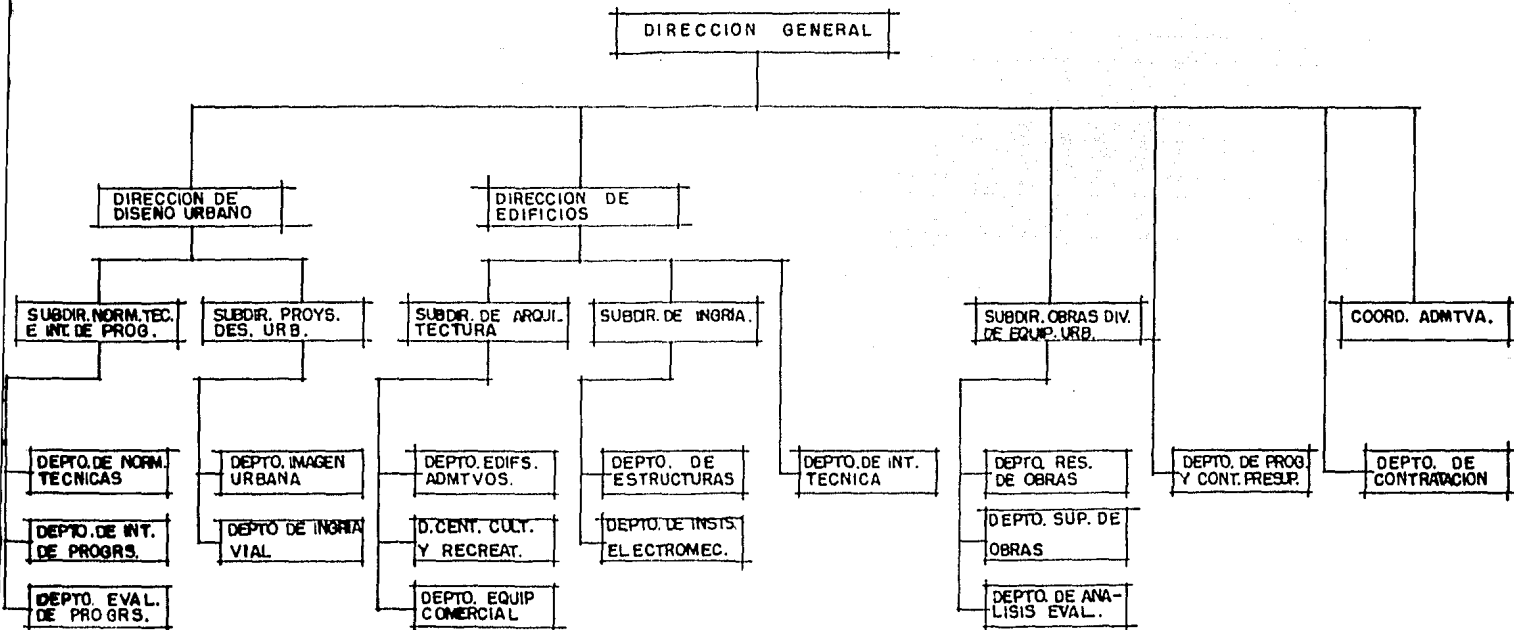 DIRECCION GENERAL
DIRECCION DE
DISEÑO URBANO
DIRECCION DE
EDIFICIOS
SUBDIR. NORM. TEC.
E INT. DE PROG.
SUBDIR. PROYS.
DES. URB.
SUBDIR. DE ARQUI-
TECTURA
SUBDIR. DE INGRIA.
SUBDIR. OBRAS DIV.
DE EQUIP. URB.
COORD. ADMTVA.
DEPTO. DE NORM.
TECNICAS
DEPTO. IMAGEN
URBANA
DEPTO. EDIFS.
ADMTVOS.
DEPTO. DE
ESTRUCTURAS
DEPTO. DE INT.
TECNICA
DEPTO. RES.
DE OBRAS
DEPTO. DE PROG.
Y CONT. PRESUP.
DEPTO. DE
CONTRATACION
DEPTO. DE INT.
DE PROGRS.
DEPTO DE INGRIA
VIAL
D. CENT. CULT.
Y RECREAT.
DEPTO. DE INSTS.
ELECTROMEC.
DEPTO. SUP. DE
OBRAS
DEPTO. EVAL.
DE PROGRS.
DEPTO. EQUIP
COMERCIAL
DEPTO. DE ANA-
LISIS EVAL.